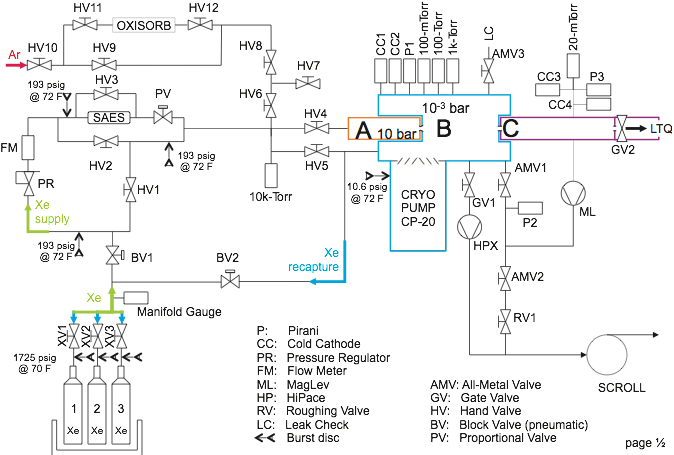 HV11
OXISORB
HV12
Ar
HV10
HV9
HV8
HV7
193 psig
@ 72 F
HV3
PV
HV6
SAES
FM
HV2
193 psig
@ 72 F
HV4
HV5
PR
HV1
10k-Torr
Xe
supply
193 psig
@ 72 F
BV1
BV2
Xe
recapture
Xe
Manifold Gauge
XV1
XV2
XV3
1725 psig
@ 70 F
1
2
3
Xe
Xe
Xe
CC1
CC2
P1
100-mTorr
100-Torr
1k-Torr
LC
AMV3
20-mTorr
CC3
P3
CC4
10⁻³ bar
A
10 bar
B
C
LTQ
GV2
10.6 psig
@ 72 F
CRYO
PUMP
CP-20
GV1
AMV1
P2
ML
HPX
AMV2
RV1
SCROLL
P: Pirani
CC: Cold Cathode
PR: Pressure Regulator
FM: Flow Meter
ML: MagLev
HP: HiPace
RV: Roughing Valve
LC: Leak Check
Burst disc
AMV: All-Metal Valve
GV: Gate Valve
HV: Hand Valve
BV: Block Valve (pneumatic)
PV: Proportional Valve
page ½